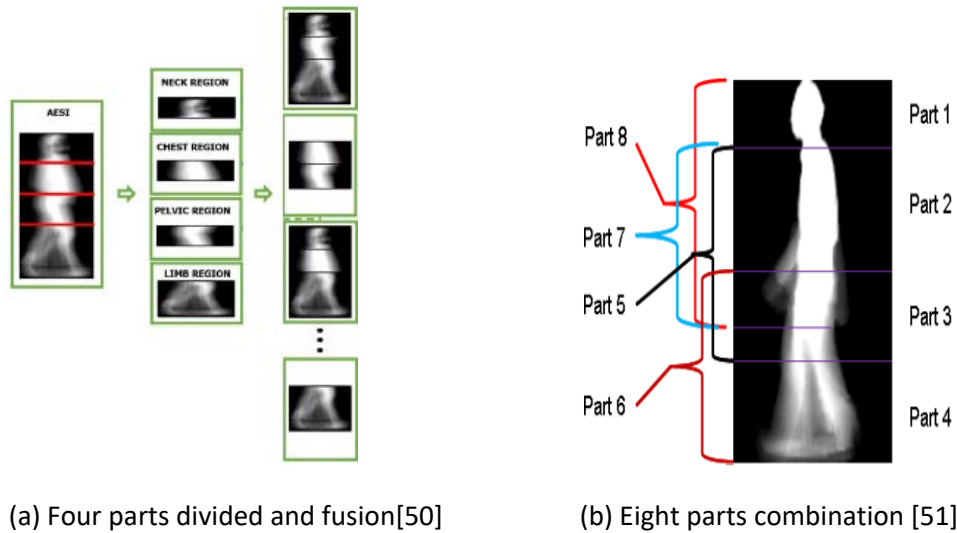 AESI
NECK REGION
CHEST REGION
PELVIC REGION
LIMB REGION
Part 8
Part 7
Part 5
Part 6
Part 1
Part 2
Part 3
Part 4
(a) Four parts divided and fusion[50]
(b) Eight parts combination [51]